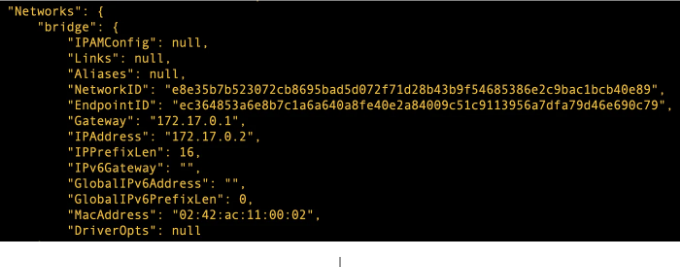 "Networks": {
"bridge": {
"IPAMConfig": null,
"Links": null,
"Aliases": null,
"NetworkID": "e8e35b7b523072cb8695bad5d072f71d28b43b9f54685386e2c9bac1bcb40e89",
"EndpointID": "ec364853a6e8b7c1a6a640a8fe40e2a84009c51c9113956a7dfa79d46e690c79",
"Gateway": "172.17.0.1",
"IPAddress": "172.17.0.2",
"IPPrefixLen": 16,
"IPv6Gateway": "",
"GlobalIPv6Address": "",
"GlobalIPv6PrefixLen": 0,
"MacAddress": "02:42:ac:11:00:02",
"DriverOpts": null